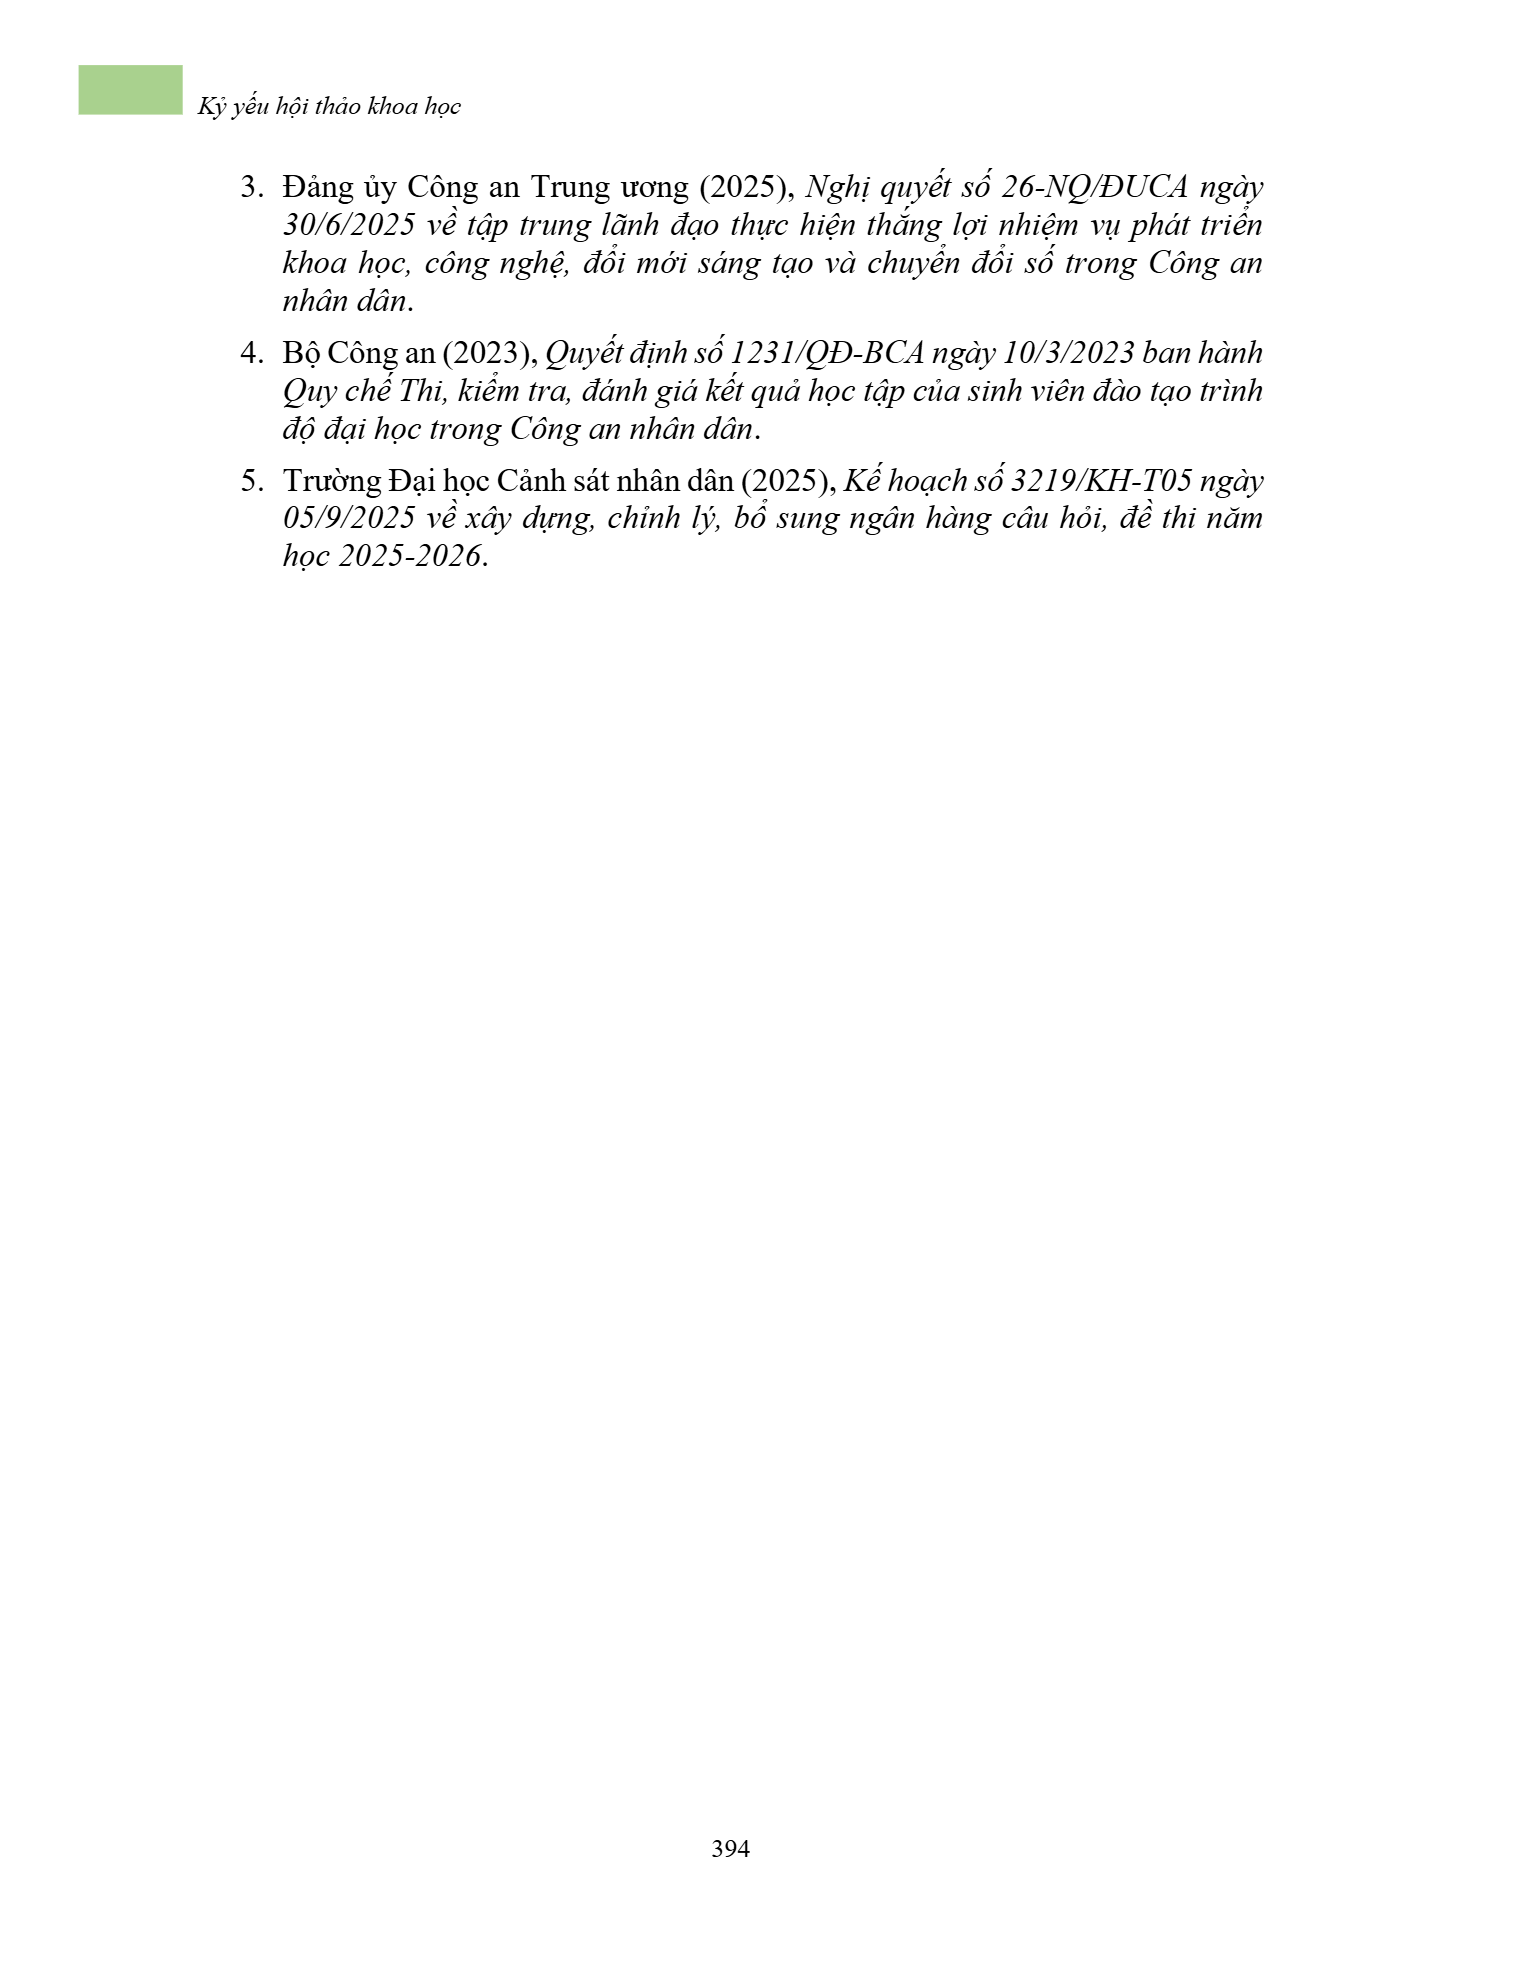 Kỷ yếu hội thảo khoa học
3. Đảng ủy Công an Trung ương (2025), Nghị quyết số 26-NQ/ĐUCA ngày
30/6/2025 về tập trung lãnh đạo thực hiện thắng lợi nhiệm vụ phát triển
khoa học, công nghệ, đổi mới sáng tạo và chuyển đổi số trong Công an
nhân dân.
4. Bộ Công an (2023), Quyết định số 1231/QĐ-BCA ngày 10/3/2023 ban hành
Quy chế Thi, kiểm tra, đánh giá kết quả học tập của sinh viên đào tạo trình
độ đại học trong Công an nhân dân.
5. Trường Đại học Cảnh sát nhân dân (2025), Kế hoạch số 3219/KH-T05 ngày
05/9/2025 về xây dựng, chỉnh lý, bổ sung ngân hàng câu hỏi, đề thi năm
học 2025-2026.
394